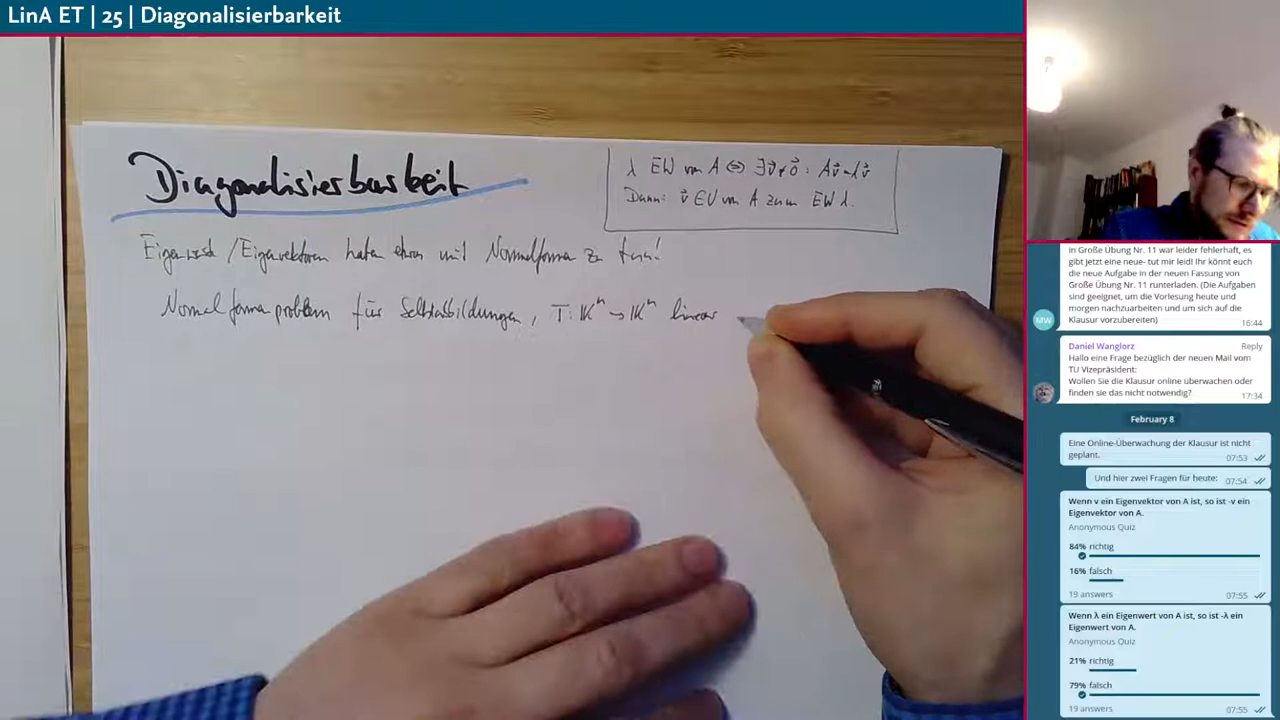 LinA ET | 25 | Diagonalisierbarkeit
Diagonalisierbarkeit
λ EW von A ⇔ ∃ v⃗ ≠ 0⃗ : A v⃗ = λ v⃗
Dann: v⃗ EV von A zum EW λ.
Eigenwerte/Eigenvektoren haben etwas mit Normalformen zu tun!
Normalformenproblem für Selbstabbildungen, T: 𝕂ⁿ → 𝕂ⁿ linear
in Große Übung Nr. 11 war leider fehlerhaft, es
gibt jetzt eine neue- tut mir leid! Ihr könnt euch
die neue Aufgabe in der neuen Fassung von
Große Übung Nr. 11 runterladen. (Die Aufgaben
sind geeignet, um die Vorlesung heute und
morgen nachzuarbeiten und um sich auf die
Klausur vorzubereiten)
16:44
MW
Daniel Wanglorz Reply
Hallo eine Frage bezüglich der neuen Mail vom
TU Vizepräsident:
Wollen Sie die Klausur online überwachen oder
finden sie das nicht notwendig?
17:34
February 8
Eine Online-Überwachung der Klausur ist nicht
geplant.
07:53
Und hier zwei Fragen für heute:
07:54
Wenn v ein Eigenvektor von A ist, so ist -v ein
Eigenvektor von A.
Anonymous Quiz
84% richtig
16% falsch
19 answers
07:55
Wenn λ ein Eigenwert von A ist, so ist -λ ein
Eigenwert von A.
Anonymous Quiz
21% richtig
79% falsch
19 answers
07:55